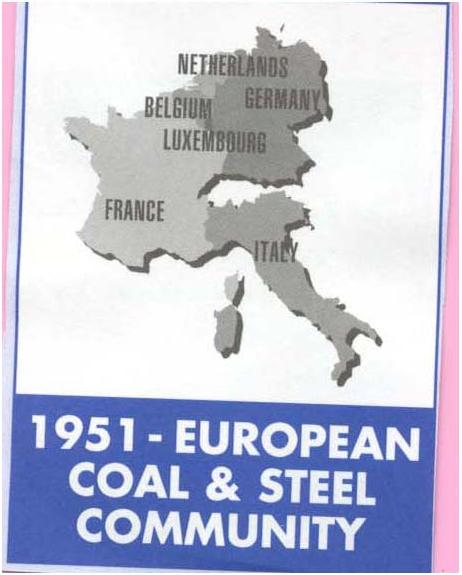 NETHERLANDS
BELGIUM
GERMANY
LUXEMBOURG
FRANCE
ITALY
1951 - EUROPEAN
COAL & STEEL
COMMUNITY